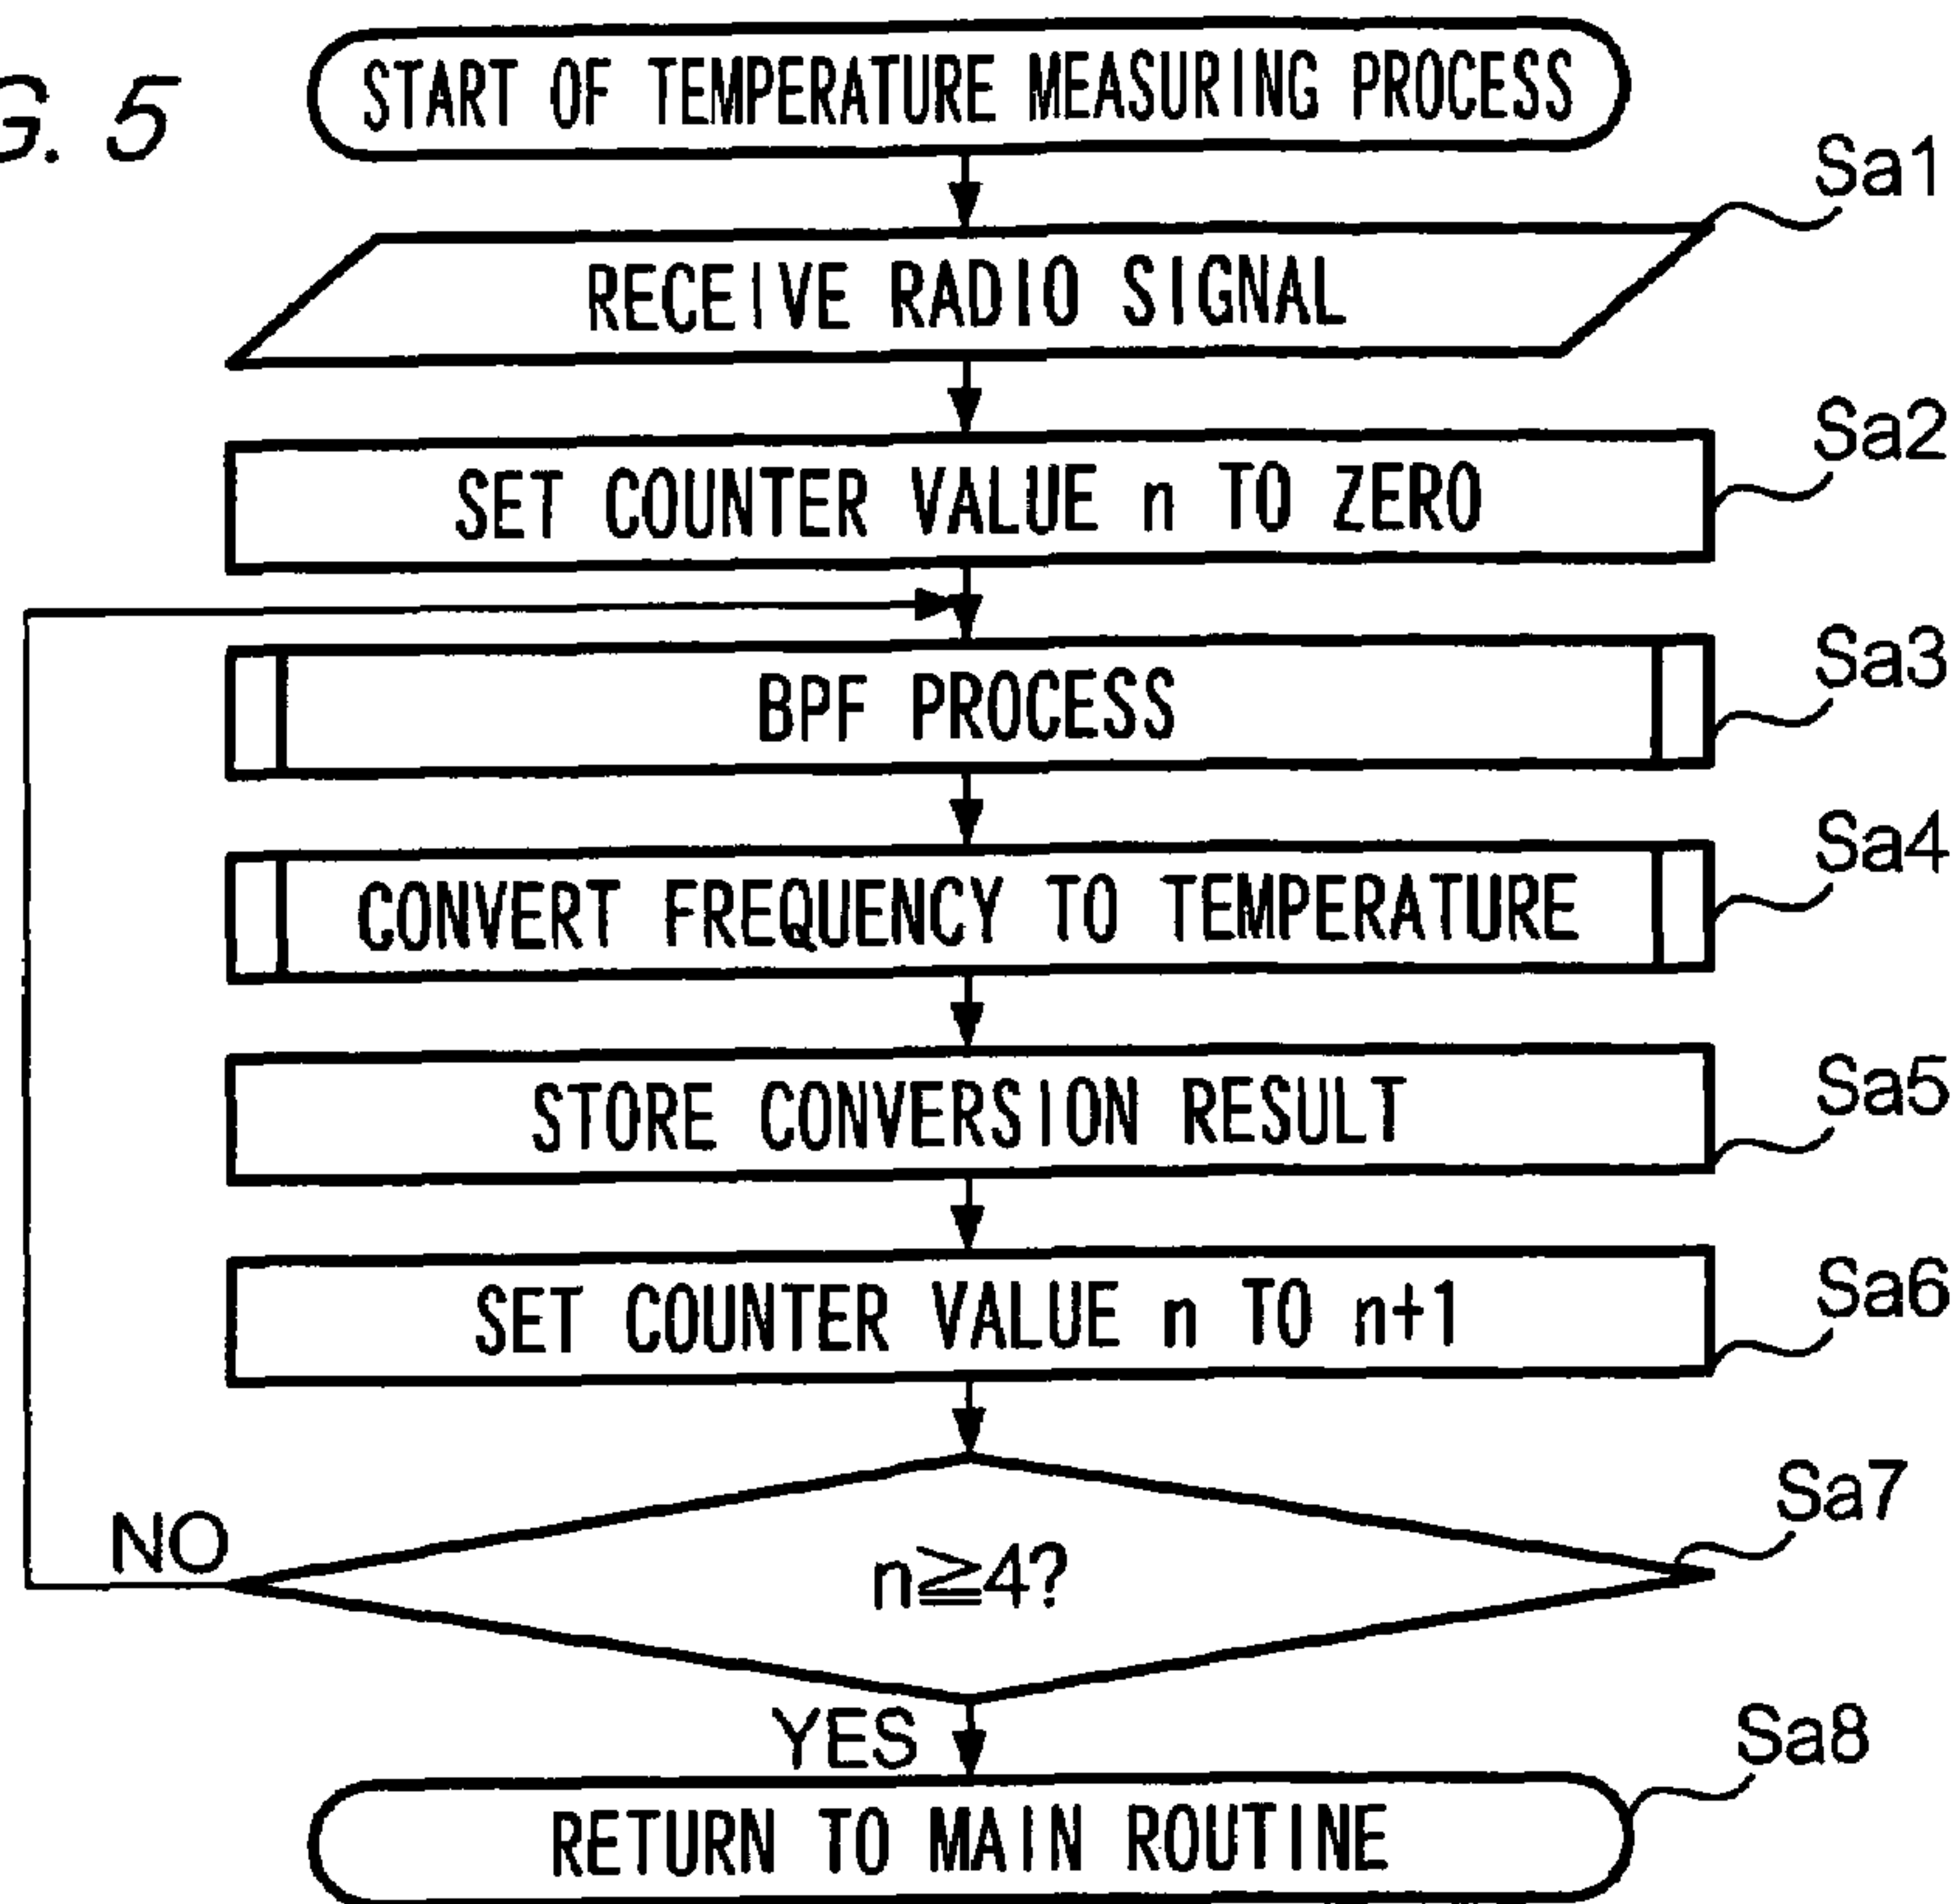 G. 5
START OF TEMPERATURE MEASURING PROCESS
Sa1
RECEIVE RADIO SIGNAL
Sa2
SET COUNTER VALUE n TO ZERO
Sa3
BPF PROCESS
Sa4
CONVERT FREQUENCY TO TEMPERATURE
Sa5
STORE CONVERSION RESULT
Sa6
SET COUNTER VALUE n TO n+1
Sa7
NO
n≧4?
YES
Sa8
RETURN TO MAIN ROUTINE